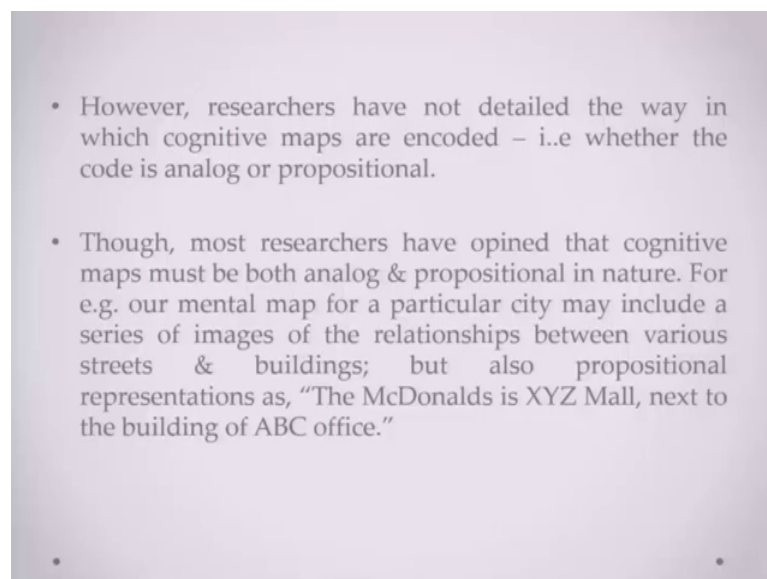 • However, researchers have not detailed the way in
which cognitive maps are encoded – i..e whether the
code is analog or propositional.
• Though, most researchers have opined that cognitive
maps must be both analog & propositional in nature. For
e.g. our mental map for a particular city may include a
series of images of the relationships between various
streets & buildings; but also propositional
representations as, “The McDonalds is XYZ Mall, next to
the building of ABC office.”